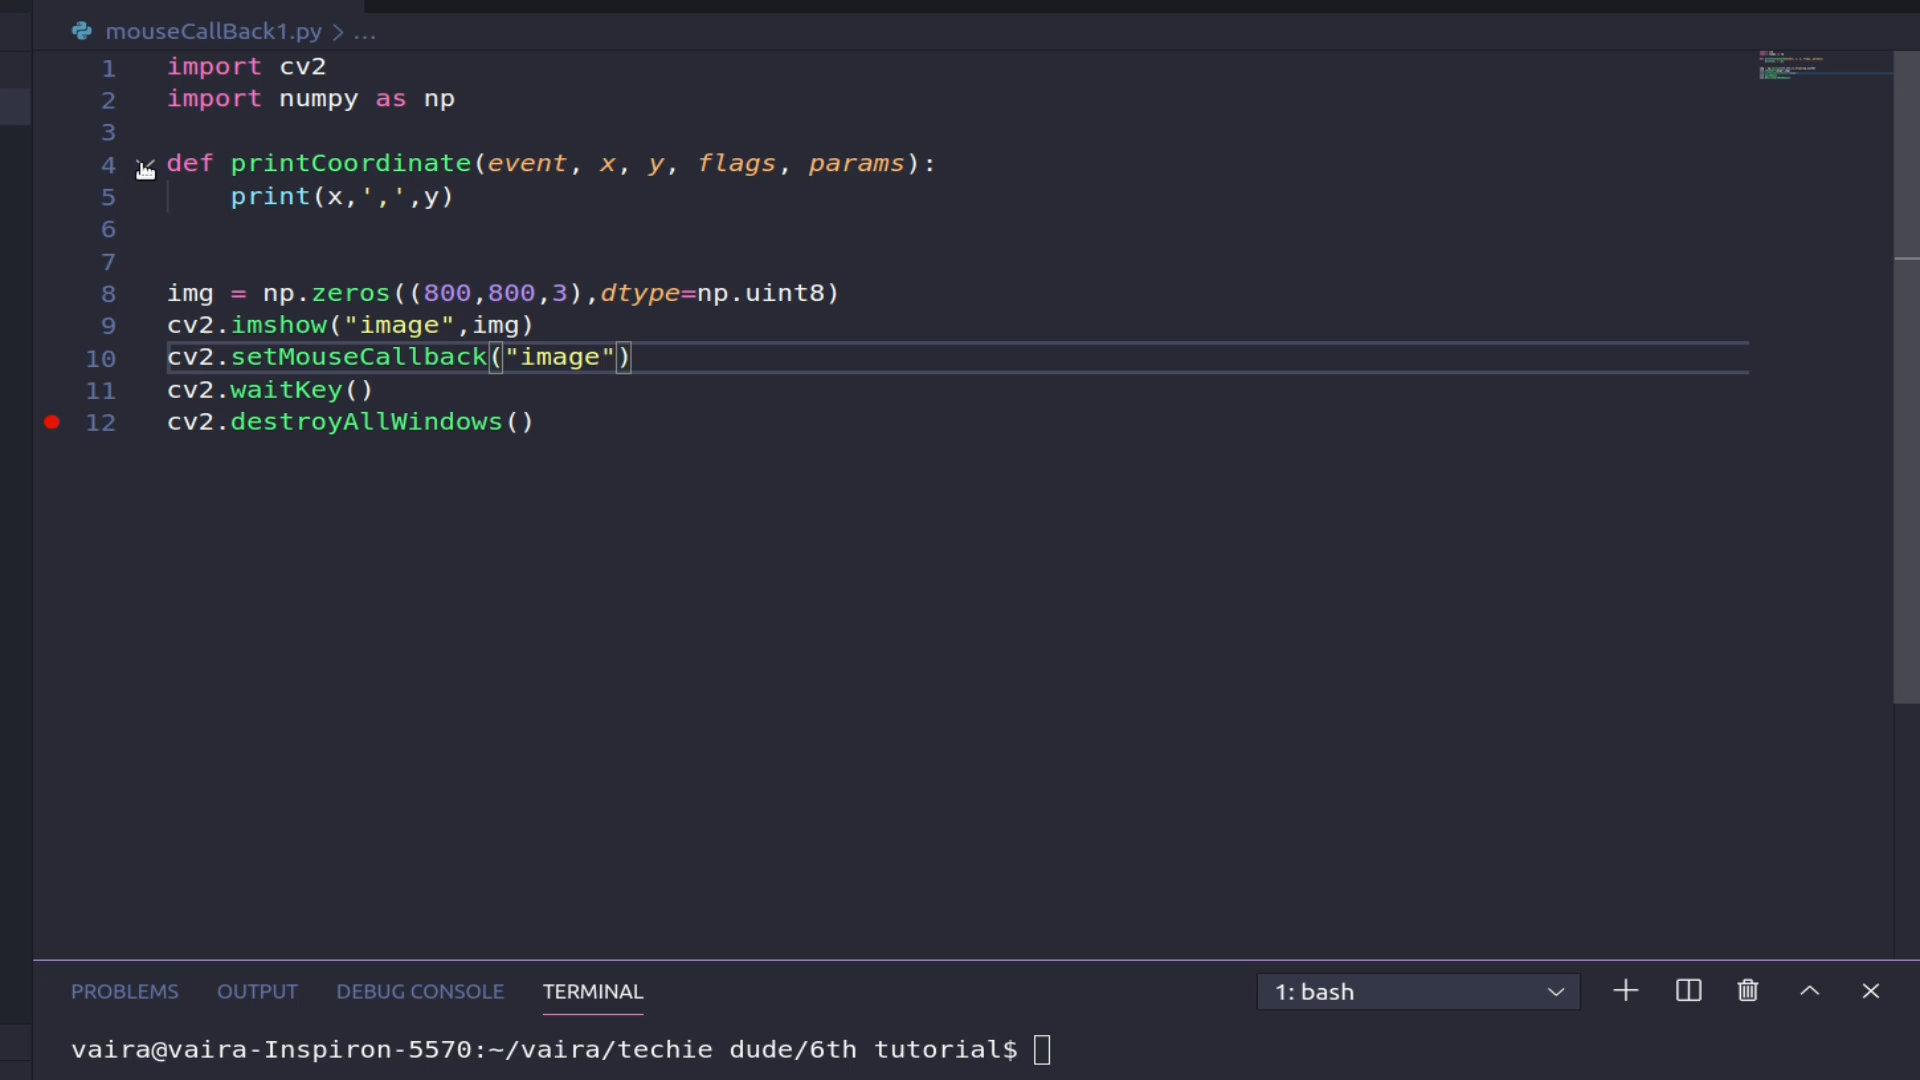 mouseCallBack1.py > ...
1 import cv2
2 import numpy as np
3
4 def printCoordinate(event, x, y, flags, params):
5     print(x,',',y)
6
7
8 img = np.zeros((800,800,3),dtype=np.uint8)
9 cv2.imshow("image",img)
10 cv2.setMouseCallback("image")
11 cv2.waitKey()
12 cv2.destroyAllWindows()
PROBLEMS OUTPUT DEBUG CONSOLE TERMINAL 1: bash
vaira@vaira-Inspiron-5570:~/vaira/techie dude/6th tutorial$